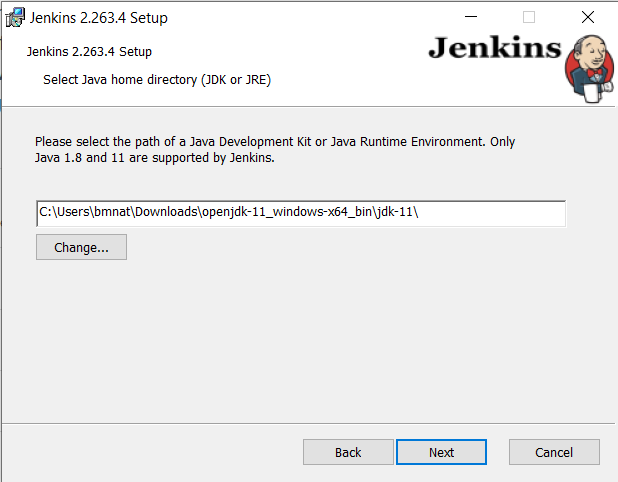 Jenkins 2.263.4 Setup
Jenkins 2.263.4 Setup
Jenkins
Select Java home directory (JDK or JRE)
Please select the path of a Java Development Kit or Java Runtime Environment. Only
Java 1.8 and 11 are supported by Jenkins.
C:\Users\bmnat\Downloads\openjdk-11_windows-x64_bin\jdk-11\
Change...
Back
Next
Cancel